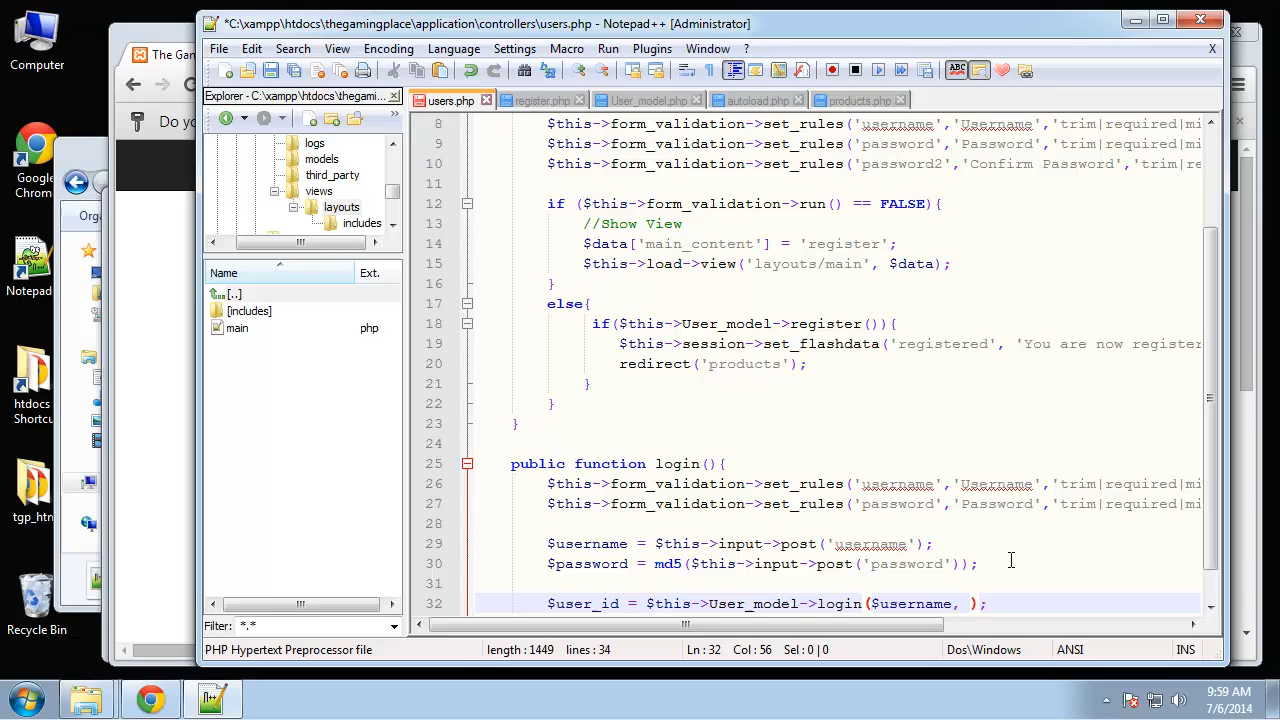 Computer
Google
Chrom
Notepad
htdocs
Shortcu
tgp_htn
Recycle Bin
The Gan
Do yo
Orga
*C:\xampp\htdocs\thegamingplace\application\controllers\users.php - Notepad++ [Administrator]
File Edit Search View Encoding Language Settings Macro Run Plugins Window ? X
Explorer - C:\xampp\htdocs\thegami...
users.php register.php User_model.php autoload.php products.php
logs
models
third_party
views
layouts
includes
Name Ext.
[..]
[includes]
main php
Filter: *.*
8 $this->form_validation->set_rules('username','Username','trim|required|mi
9 $this->form_validation->set_rules('password','Password','trim|required|mi
10 $this->form_validation->set_rules('password2','Confirm Password','trim|re
11
12 if ($this->form_validation->run() == FALSE){
13 //Show View
14 $data['main_content'] = 'register';
15 $this->load->view('layouts/main', $data);
16 }
17 else{
18 if($this->User_model->register()){
19 $this->session->set_flashdata('registered', 'You are now register
20 redirect('products');
21 }
22 }
23 }
24
25 public function login(){
26 $this->form_validation->set_rules('username','Username','trim|required|mi
27 $this->form_validation->set_rules('password','Password','trim|required|mi
28
29 $username = $this->input->post('username');
30 $password = md5($this->input->post('password'));
31
32 $user_id = $this->User_model->login($username, );
PHP Hypertext Preprocessor file length : 1449 lines : 34 Ln : 32 Col : 56 Sel : 0 | 0 Dos\Windows ANSI INS
9:59 AM
7/6/2014